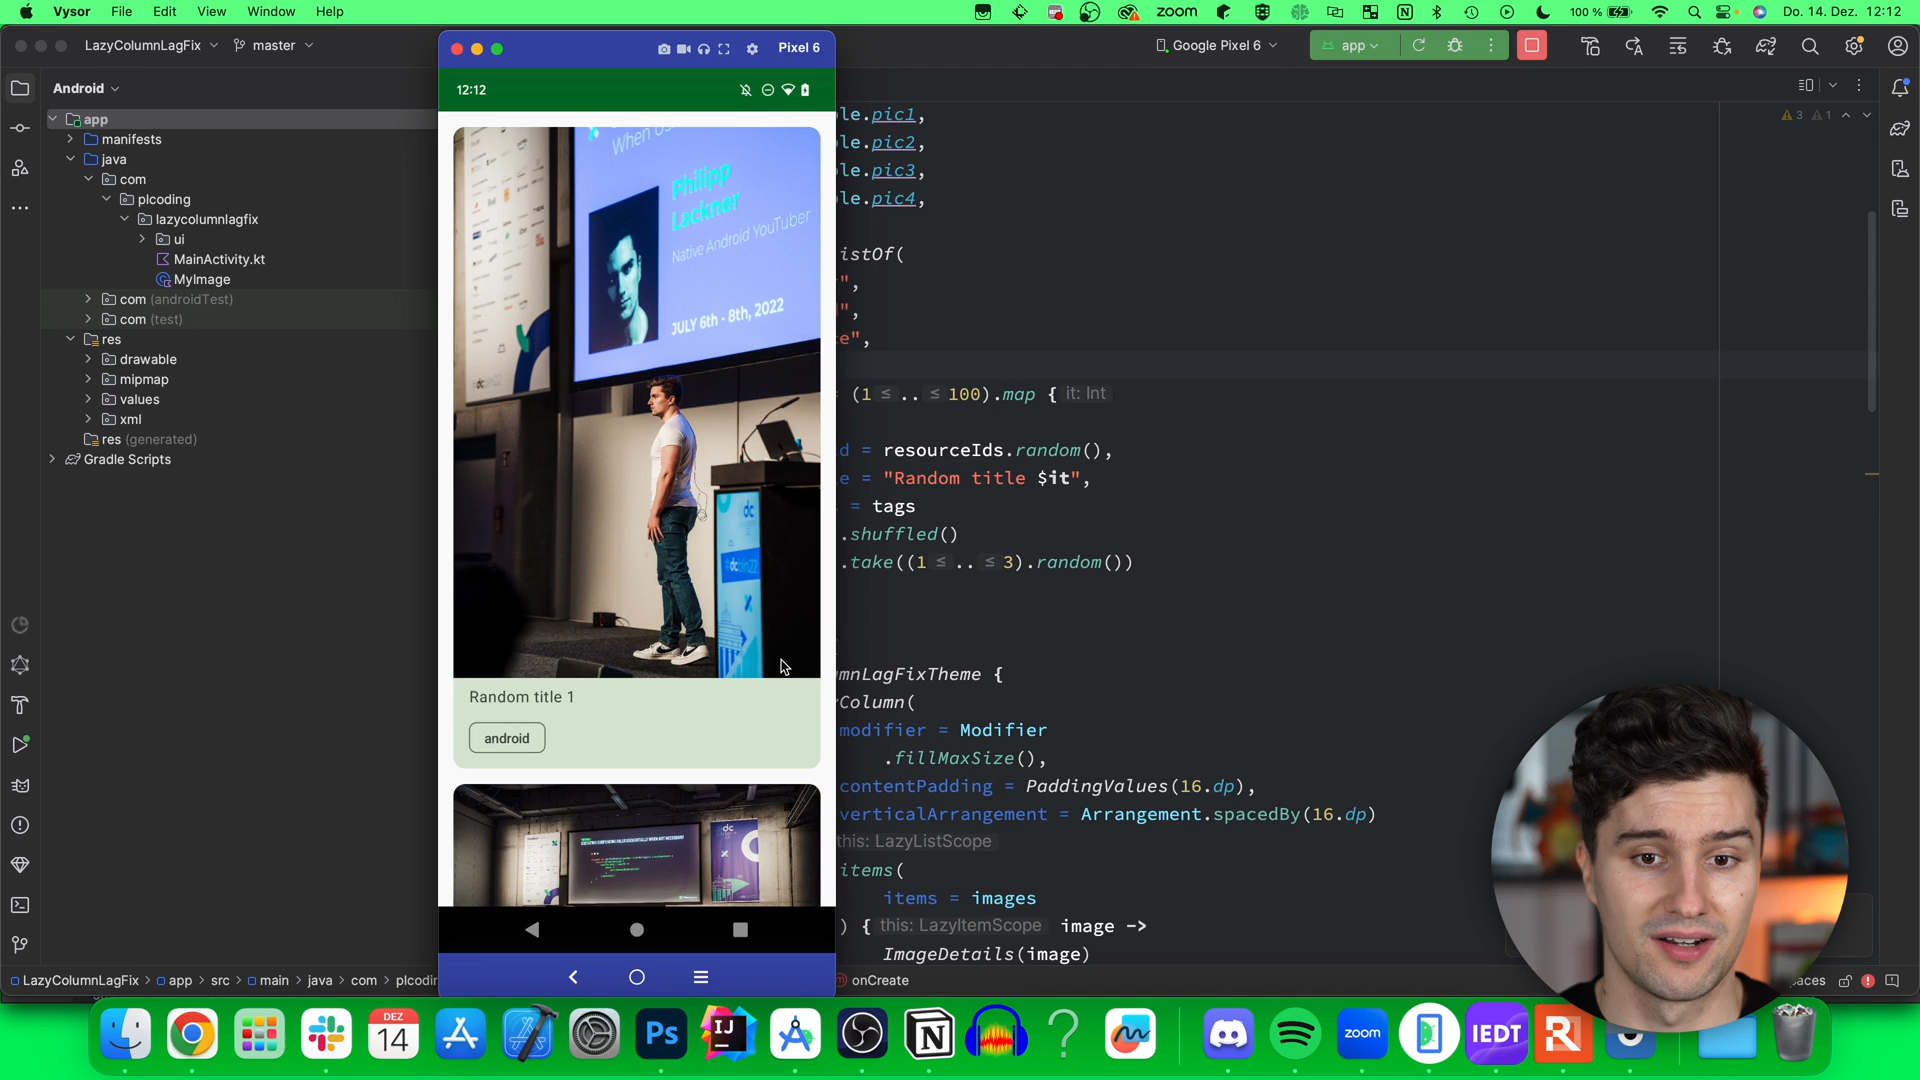 Vysor File Edit View Window Help
zoom
100 %
Do. 14. Dez. 12:12
LazyColumnLagFix
master
Pixel 6
Google Pixel 6
app
Android
12:12
app
manifests
java
com
plcoding
lazycolumnlagfix
ui
MainActivity.kt
MyImage
com (androidTest)
com (test)
res
drawable
mipmap
values
xml
res (generated)
Gradle Scripts
Philipp
Lackner
Native Android YouTuber
JULY 6th - 8th, 2022
Random title 1
android
3 1
le.pic1,
le.pic2,
le.pic3,
le.pic4,
istOf(
",
",
e",
(1 ≤ .. ≤ 100).map { it: Int
d = resourceIds.random(),
e = "Random title $it",
= tags
.shuffled()
.take((1 ≤ .. ≤ 3).random())
mnLagFixTheme {
Column(
modifier = Modifier
.fillMaxSize(),
contentPadding = PaddingValues(16.dp),
verticalArrangement = Arrangement.spacedBy(16.dp)
this: LazyListScope
items(
items = images
) { this: LazyItemScope image ->
ImageDetails(image)
LazyColumnLagFix > app > src > main > java > com > plcodin
onCreate
paces
DEZ
14
Ps
IJ
N
zoom
IEDT
R